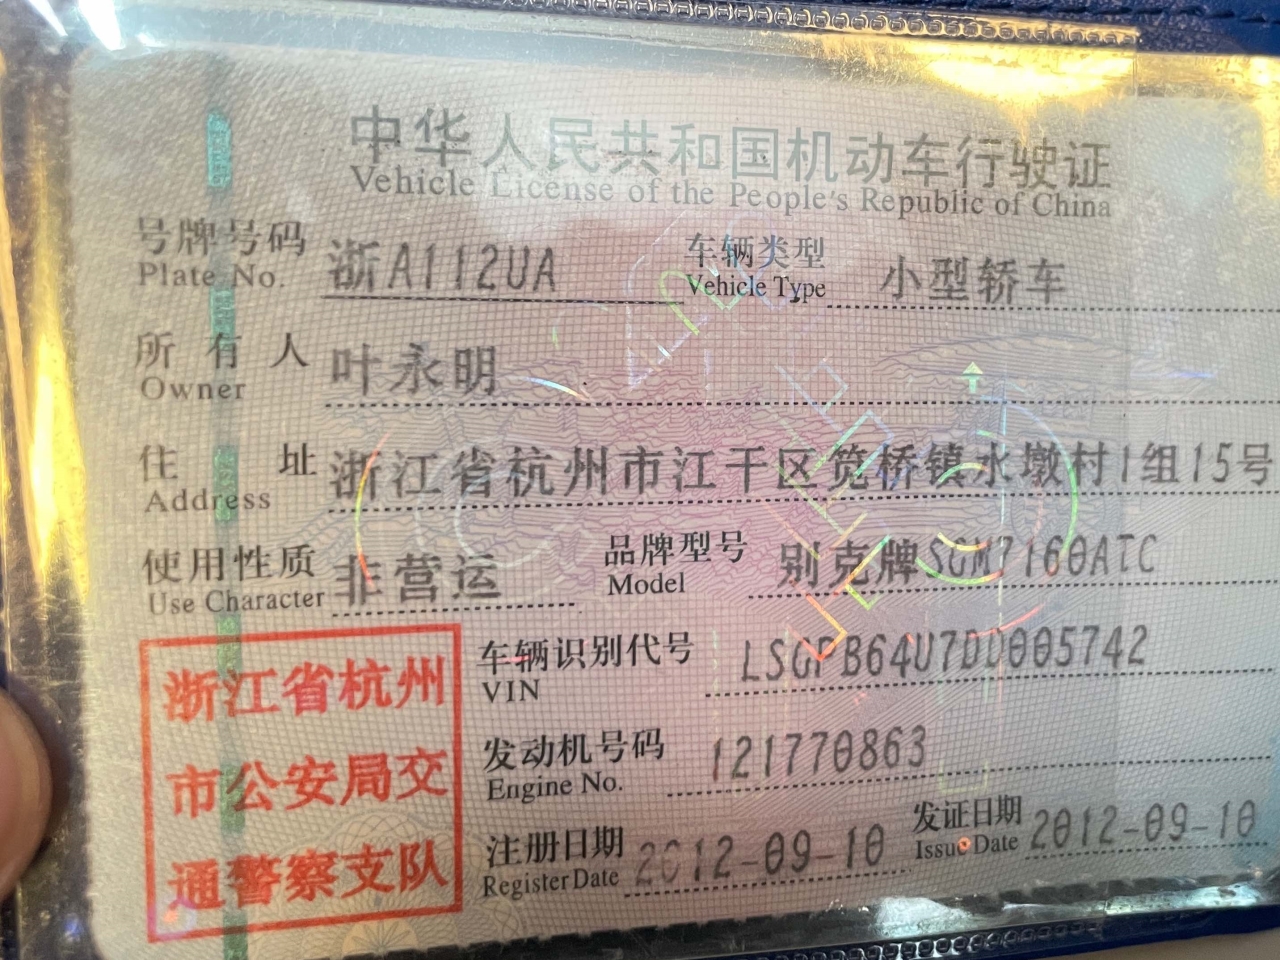 中华人民共和国机动车行驶证
Vehicle License of the People's Republic of China
号牌号码 浙A112UA 车辆类型 小型轿车
Plate No. Vehicle Type
所有人 叶永明
Owner
住址 浙江省杭州市江干区笕桥镇水墩村1组15号
Address
使用性质 非营运 品牌型号 别克牌SGM7160ATC
Use Character Model
浙江省杭州
市公安局交
通警察支队
车辆识别代号 LSGPB64U7DD005742
VIN
发动机号码 121770863
Engine No.
注册日期 2012-09-10 发证日期 2012-09-10
Register Date Issue Date